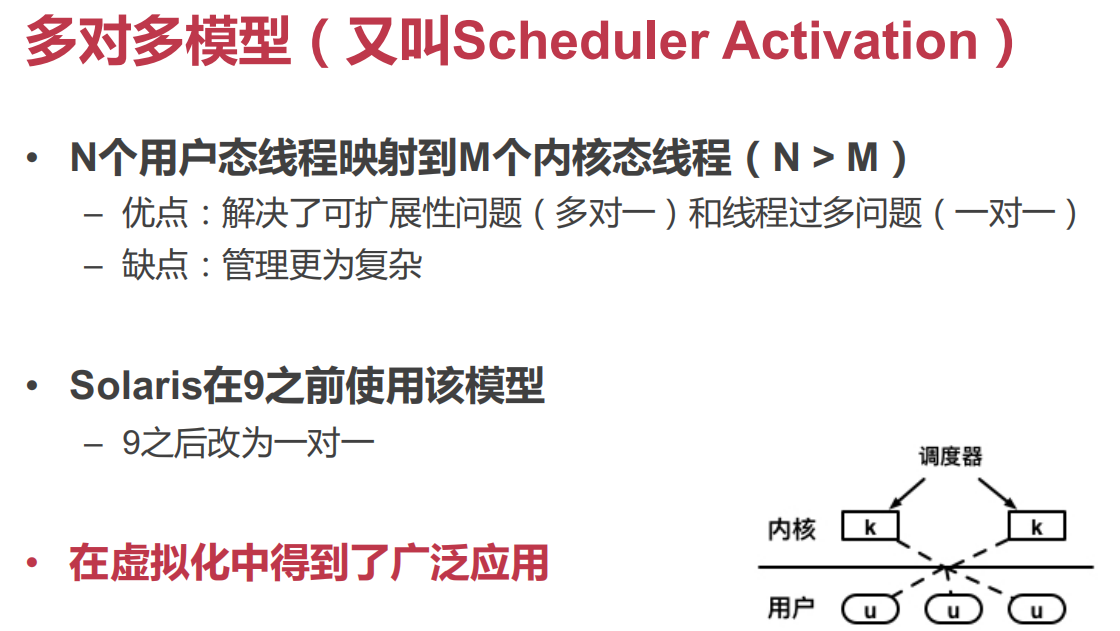 多对多模型（又叫Scheduler Activation）
• N个用户态线程映射到M个内核态线程（N > M）
– 优点：解决了可扩展性问题（多对一）和线程过多问题（一对一）
– 缺点：管理更为复杂
• Solaris在9之前使用该模型
– 9之后改为一对一
• 在虚拟化中得到了广泛应用
调度器
内核 k k
用户 u u u